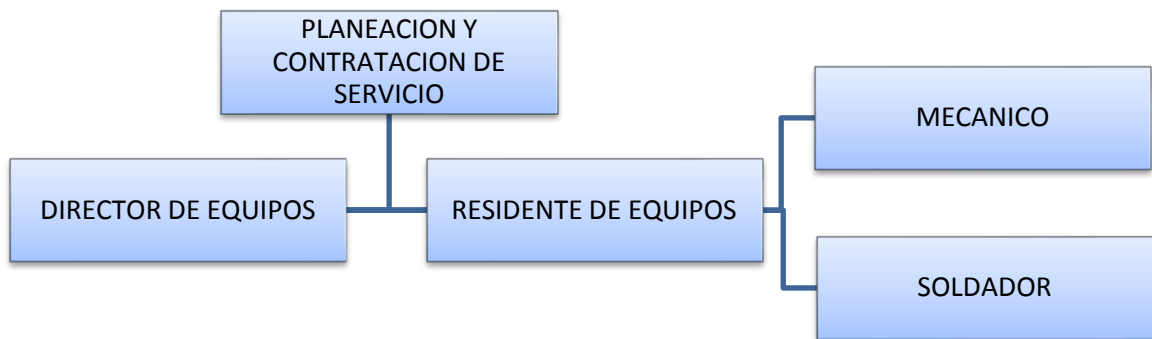 PLANEACION Y
CONTRATACION DE
SERVICIO
MECANICO
DIRECTOR DE EQUIPOS
RESIDENTE DE EQUIPOS
SOLDADOR